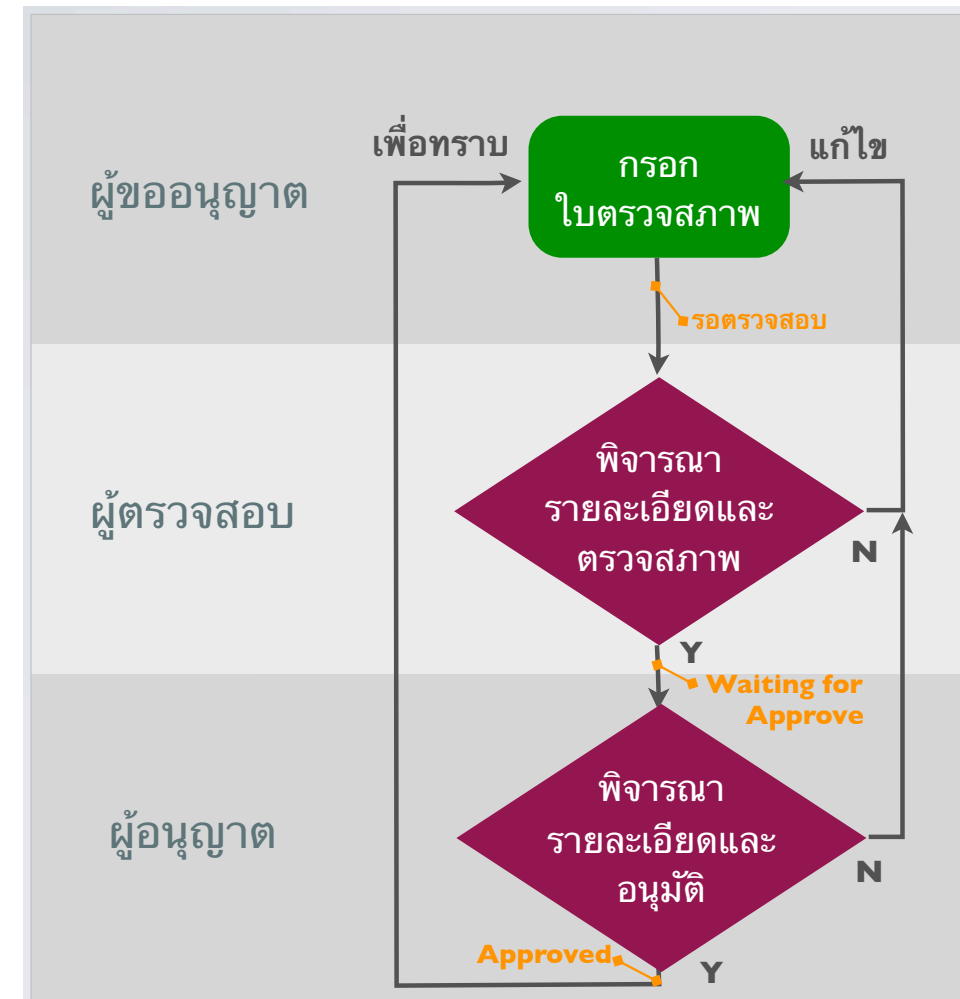 เพื่อทราบ
แก้ไข
ผู้ขออนุญาต
กรอก
ใบตรวจสภาพ
รอตรวจสอบ
ผู้ตรวจสอบ
พิจารณา
รายละเอียดและ
ตรวจสภาพ
N
Y
Waiting for
Approve
ผู้อนุญาต
พิจารณา
รายละเอียดและ
อนุมัติ
N
Approved
Y